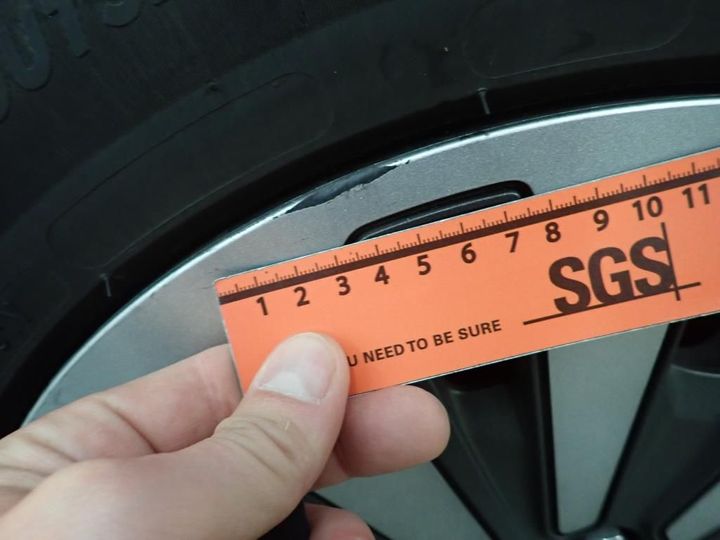 1 2 3 4 5 6 7 8 9 10 11
SGS
U NEED TO BE SURE